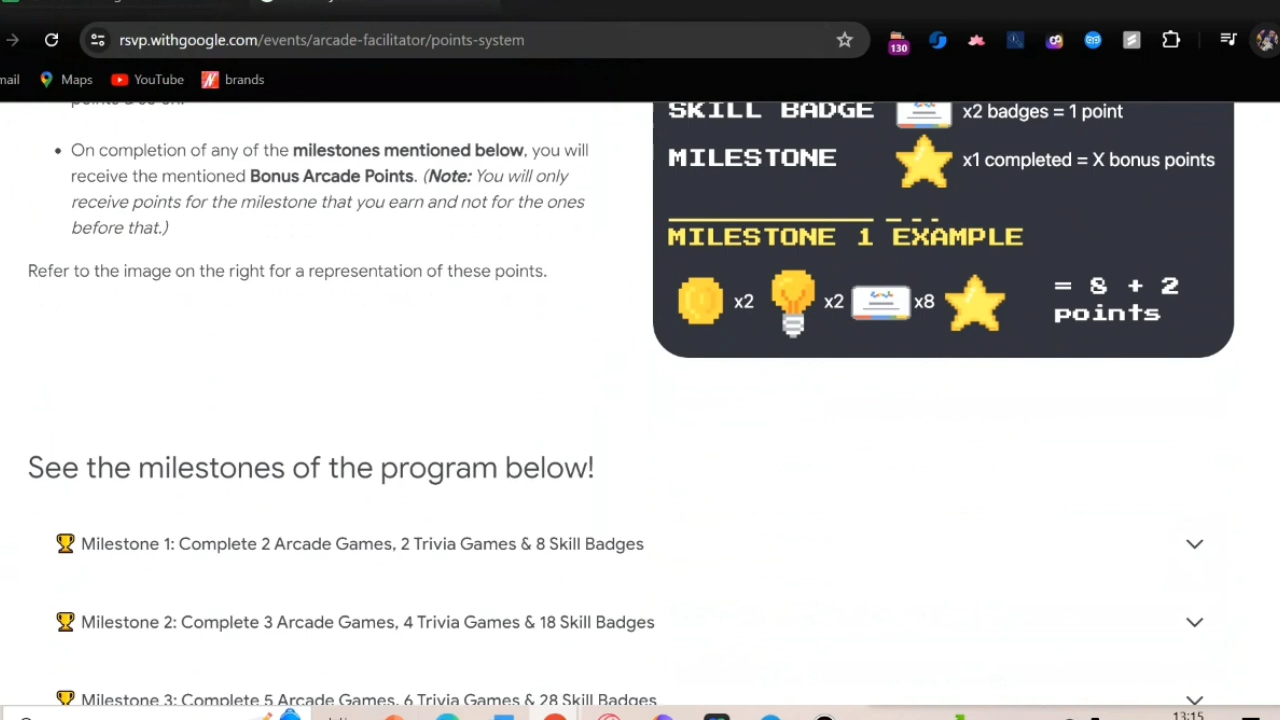 rsvp.withgoogle.com/events/arcade-facilitator/points-system
130
Maps
YouTube
brands
On completion of any of the milestones mentioned below, you will
receive the mentioned Bonus Arcade Points. (Note: You will only
receive points for the milestone that you earn and not for the ones
before that.)
Refer to the image on the right for a representation of these points.
SKILL BADGE x2 badges = 1 point
MILESTONE x1 completed = X bonus points
MILESTONE 1 EXAMPLE
x2 x2 x8 = 8 + 2
points
See the milestones of the program below!
Milestone 1: Complete 2 Arcade Games, 2 Trivia Games & 8 Skill Badges
Milestone 2: Complete 3 Arcade Games, 4 Trivia Games & 18 Skill Badges
Milestone 3: Complete 5 Arcade Games, 6 Trivia Games & 28 Skill Badges
13:15